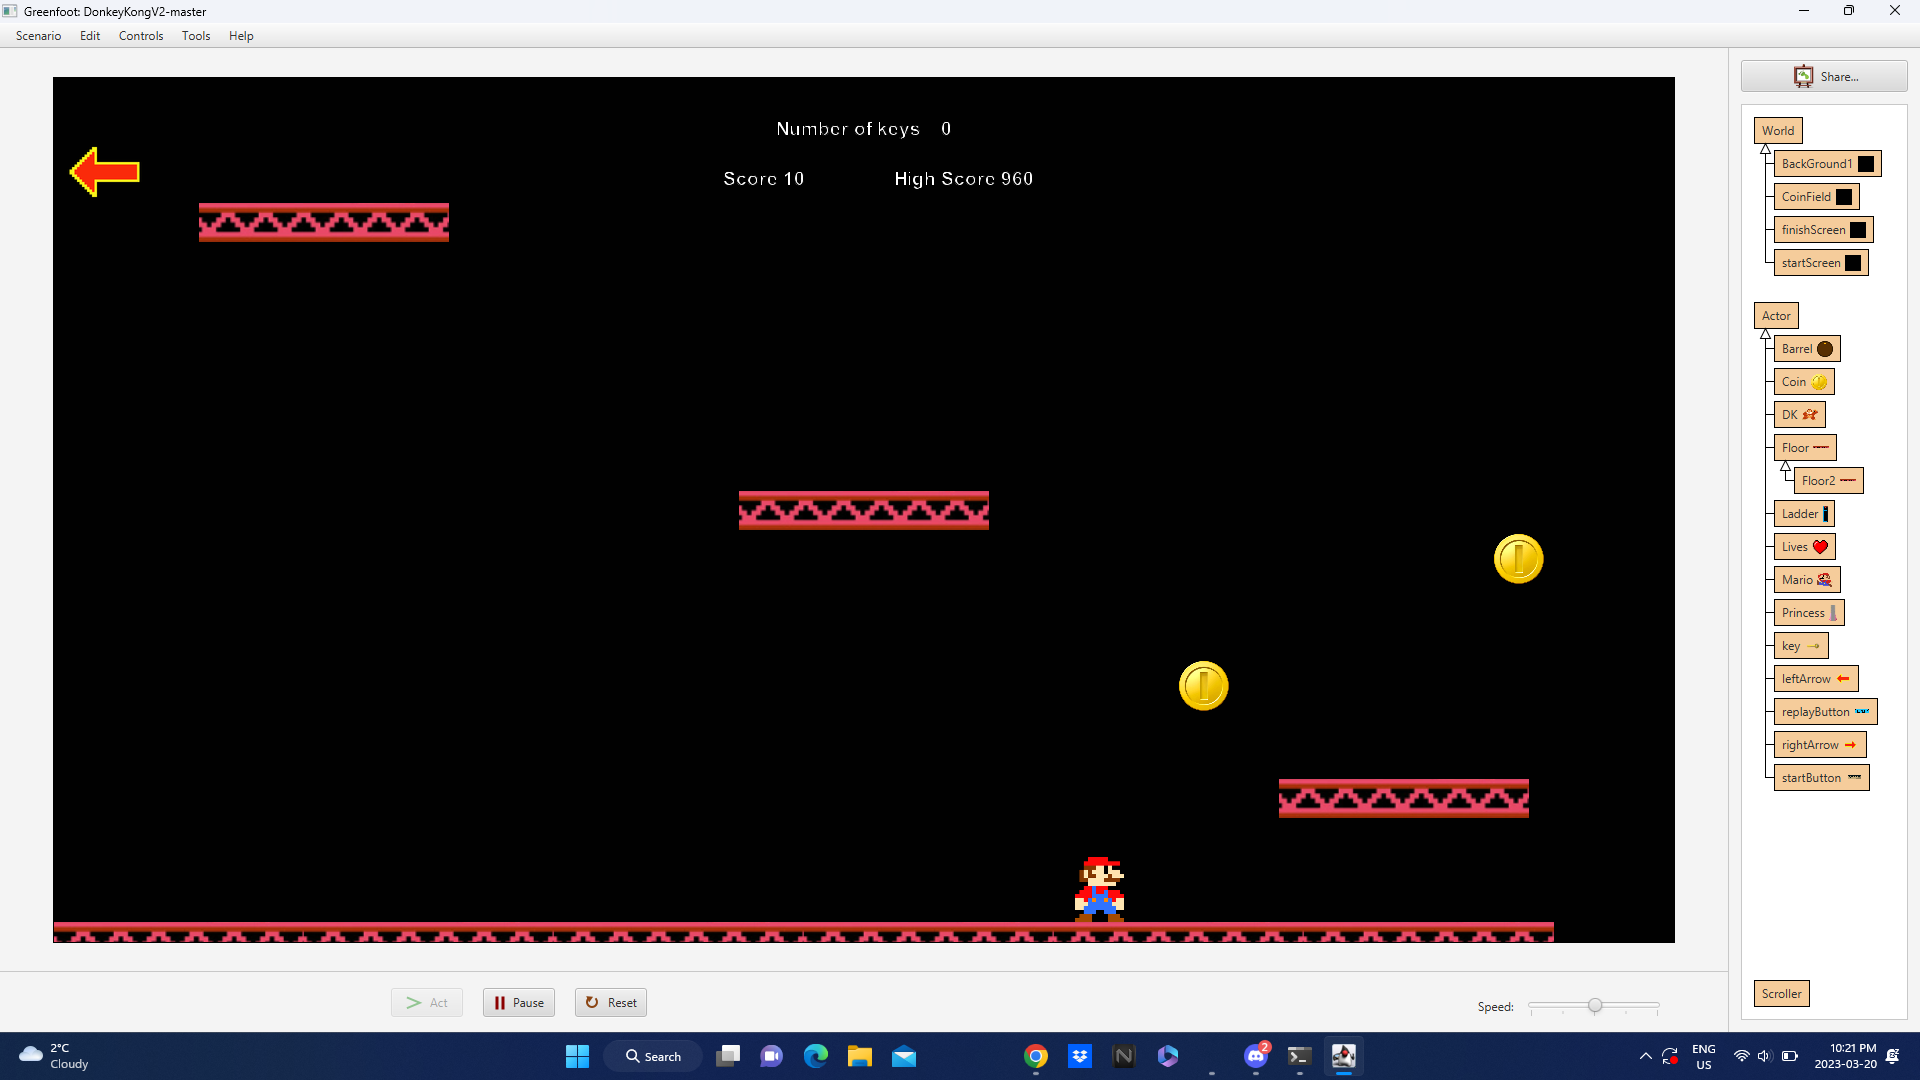 Greenfoot: DonkeyKongV2-master
Scenario Edit Controls Tools Help
Number of keys 0
Score 10 High Score 960
Share...
World
BackGround1
CoinField
finishScreen
startScreen
Actor
Barrel
Coin
DK
Floor
Floor2
Ladder
Lives
Mario
Princess
key
leftArrow
replayButton
rightArrow
startButton
Scroller
Act Pause Reset Speed:
2°C
Cloudy
Search
2
ENG
US
10:21 PM
2023-03-20